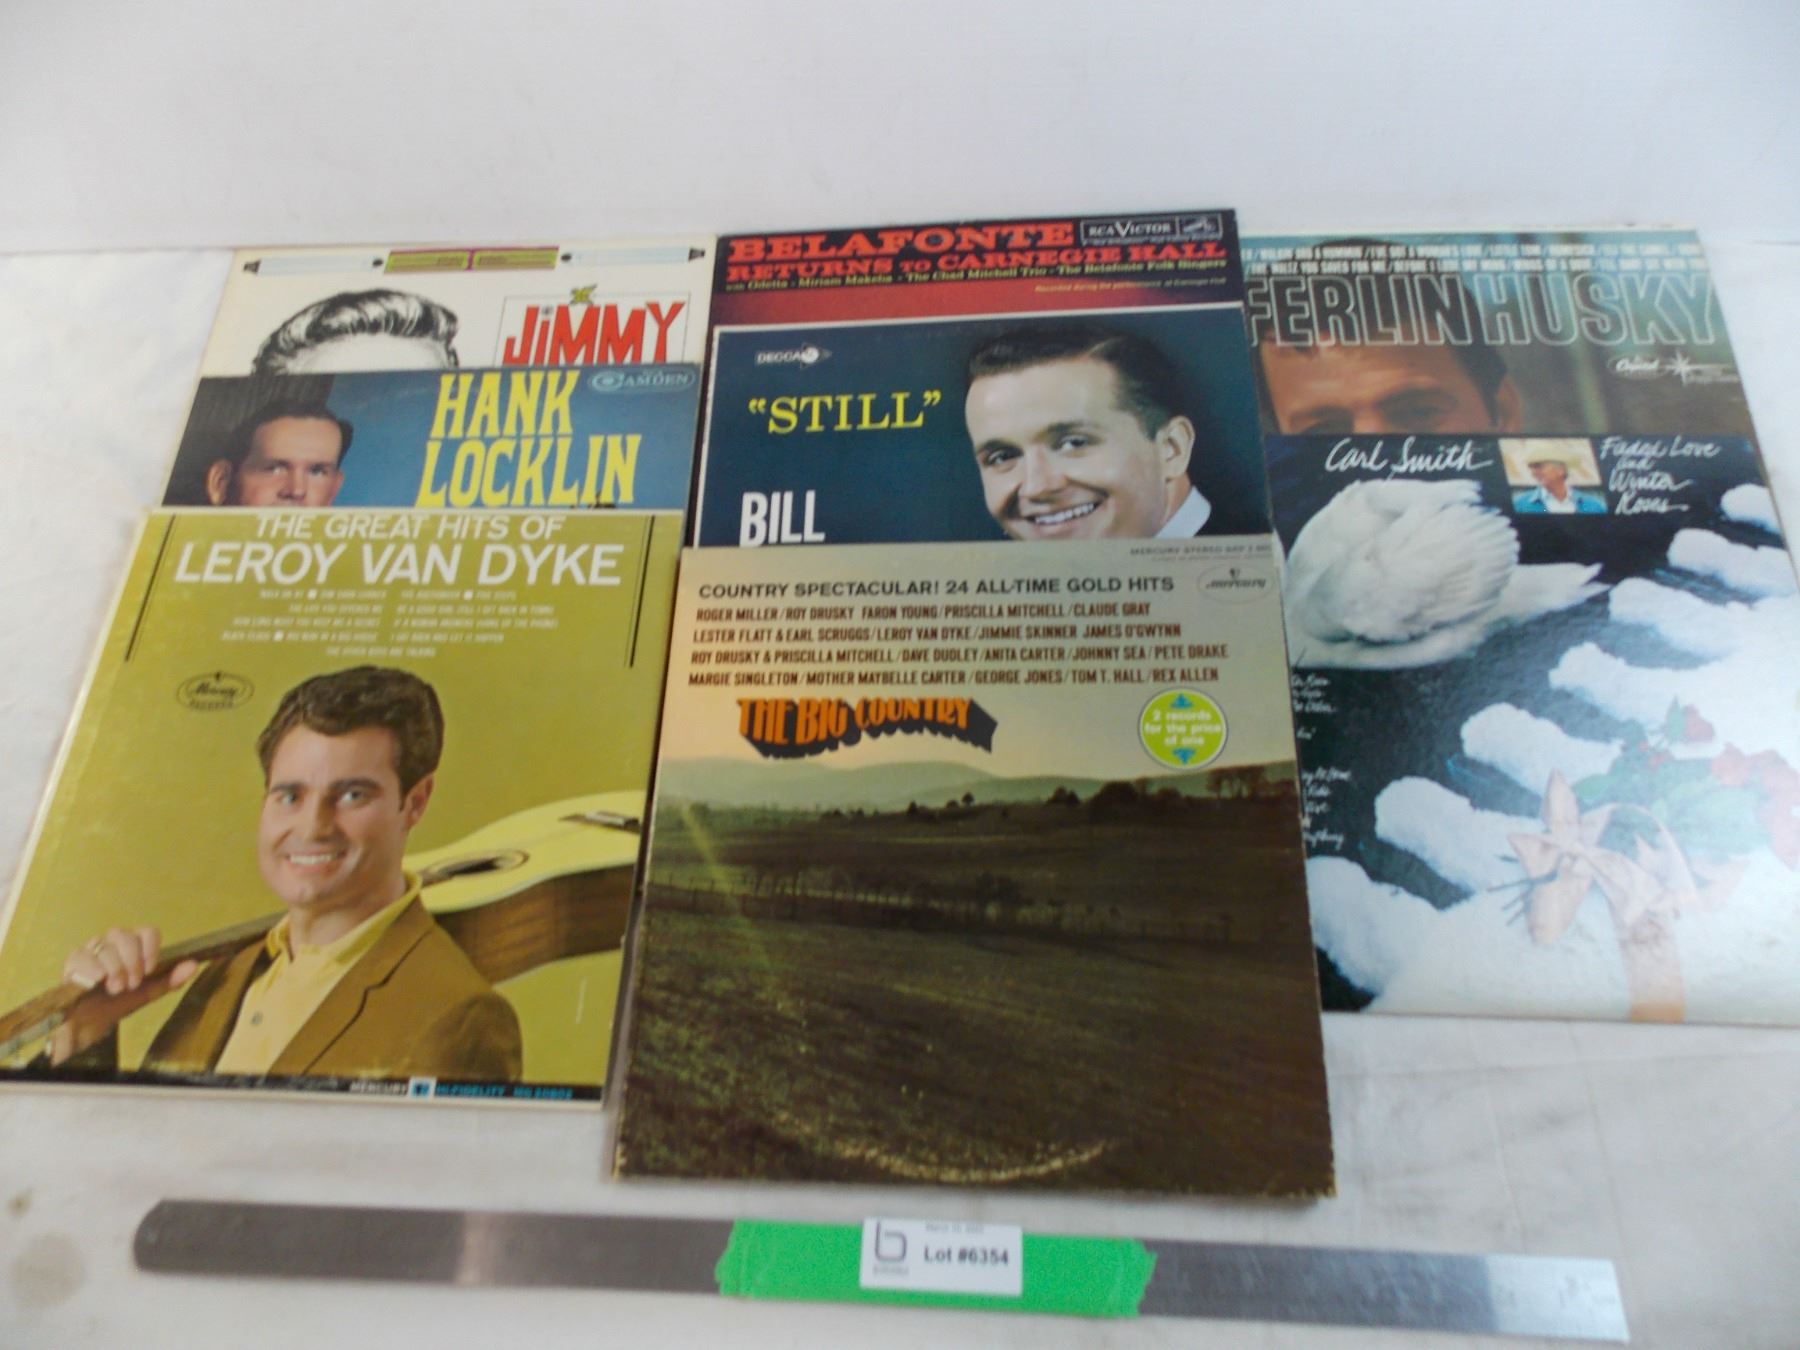 JIMMY
HANK
LOCKLIN
CAMDEN
THE GREAT HITS OF
LEROY VAN DYKE
Mercury
RECORDS
MERCURY HI-FIDELITY MG 20802
BELAFONTE
RCA VICTOR
RETURNS TO CARNEGIE HALL
with Odetta - Miriam Makeba - The Chad Mitchell Trio - The Belafonte Folk Singers
DECCA
"STILL"
BILL
COUNTRY SPECTACULAR! 24 ALL-TIME GOLD HITS
ROGER MILLER/ROY DRUSKY FARON YOUNG/PRISCILLA MITCHELL/CLAUDE GRAY
LESTER FLATT & EARL SCRUGGS/LEROY VAN DYKE/JIMMIE SKINNER JAMES O'GWYNN
ROY DRUSKY & PRISCILLA MITCHELL/DAVE DUDLEY/ANITA CARTER/JOHNNY SEA/PETE DRAKE
MARGIE SINGLETON/MOTHER MAYBELLE CARTER/GEORGE JONES/TOM T. HALL/REX ALLEN
THE BIG COUNTRY
2 records
for the price
of one
FERLIN HUSKY
Capitol
Carl Smith
Faded Love
and
Winter
Roses
b
Lot #6354